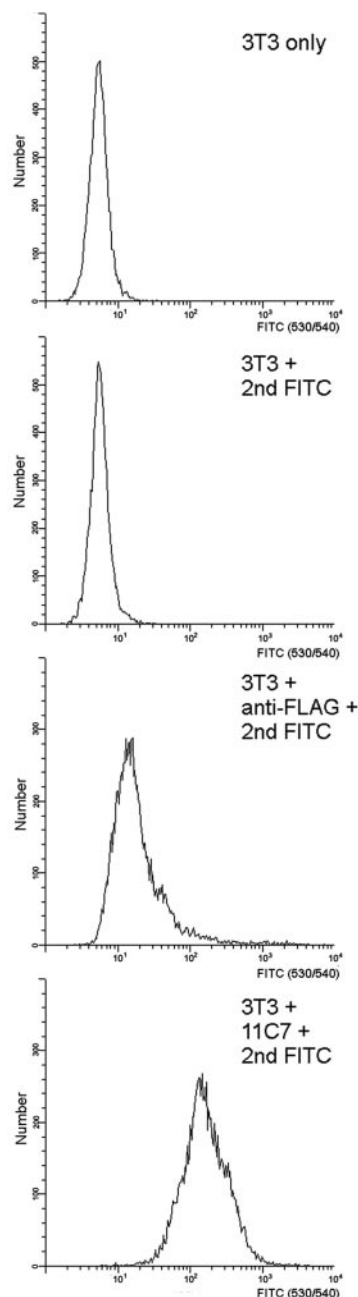 3T3 only
Number
500
400
300
200
100
0
10¹
10²
10³
10⁴
FITC (530/540)
3T3 +
2nd FITC
Number
500
400
300
200
100
0
10¹
10²
10³
10⁴
FITC (530/540)
3T3 +
anti-FLAG +
2nd FITC
Number
300
200
100
0
10¹
10²
10³
10⁴
FITC (530/540)
3T3 +
11C7 +
2nd FITC
Number
300
200
100
0
10¹
10²
10³
10⁴
FITC (530/540)